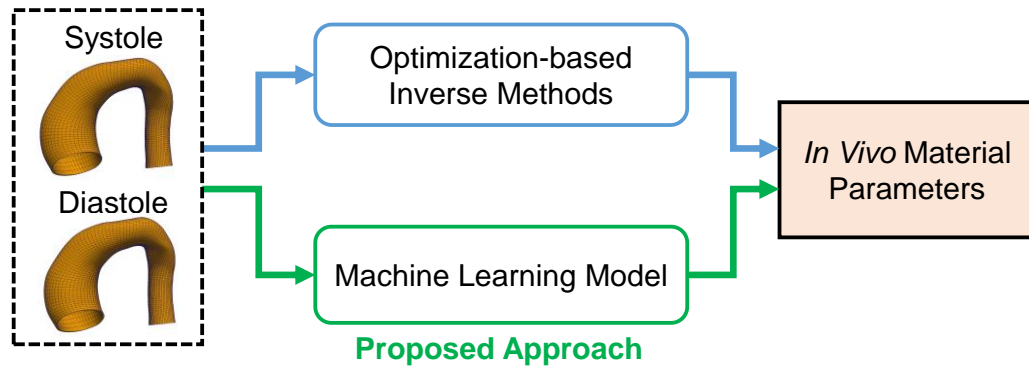 Systole
Diastole
Optimization-based
Inverse Methods
Machine Learning Model
Proposed Approach
In Vivo Material
Parameters